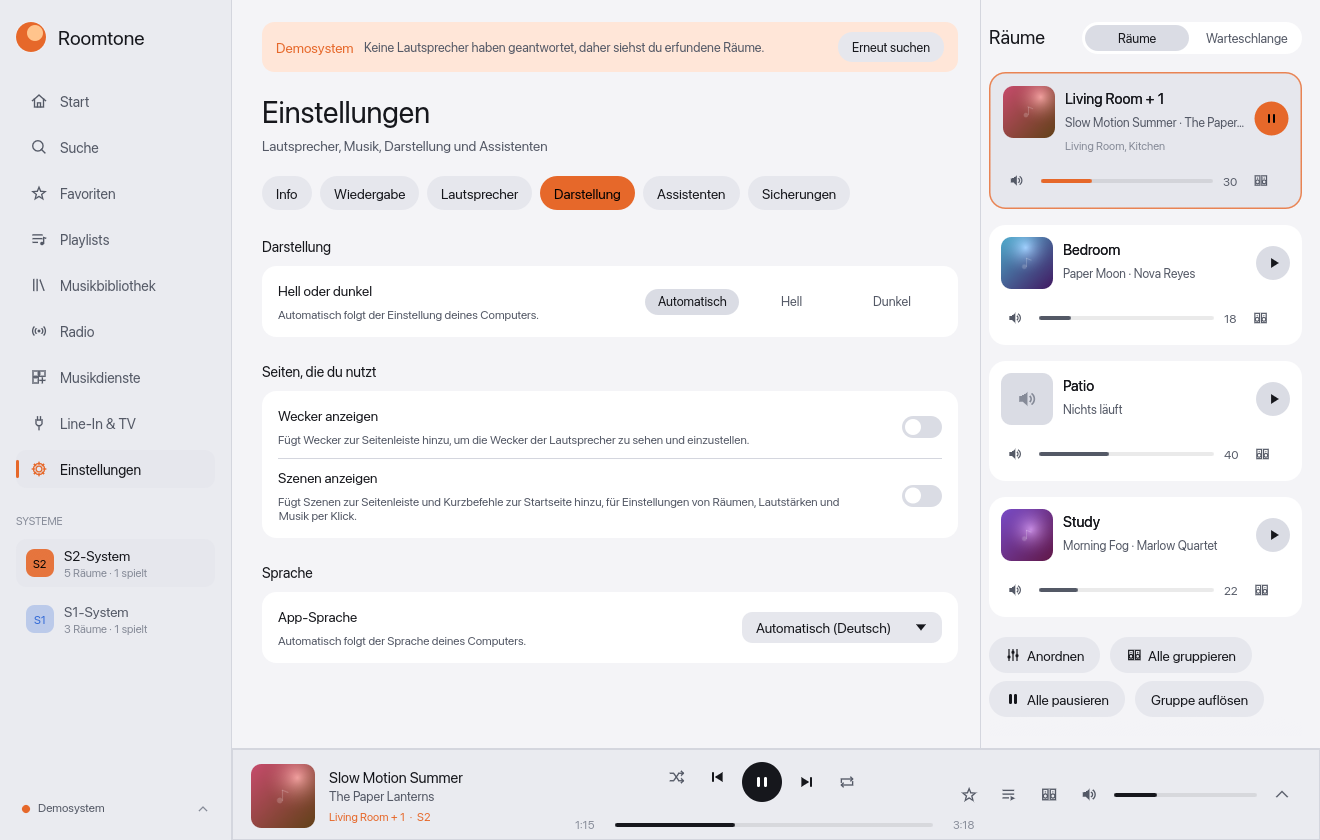 Roomtone
Start
Suche
Favoriten
Playlists
Musikbibliothek
Radio
Musikdienste
Line-In & TV
Einstellungen
SYSTEME
S2
S2-System
5 Räume · 1 spielt
S1
S1-System
3 Räume · 1 spielt
Demosystem
Demosystem Keine Lautsprecher haben geantwortet, daher siehst du erfundene Räume. Erneut suchen
Einstellungen
Lautsprecher, Musik, Darstellung und Assistenten
Info Wiedergabe Lautsprecher Darstellung Assistenten Sicherungen
Darstellung
Hell oder dunkel
Automatisch folgt der Einstellung deines Computers.
Automatisch Hell Dunkel
Seiten, die du nutzt
Wecker anzeigen
Fügt Wecker zur Seitenleiste hinzu, um die Wecker der Lautsprecher zu sehen und einzustellen.
Szenen anzeigen
Fügt Szenen zur Seitenleiste und Kurzbefehle zur Startseite hinzu, für Einstellungen von Räumen, Lautstärken und
Musik per Klick.
Sprache
App-Sprache
Automatisch folgt der Sprache deines Computers.
Automatisch (Deutsch)
Räume
Räume Warteschlange
Living Room + 1
Slow Motion Summer · The Paper...
Living Room, Kitchen
30
Bedroom
Paper Moon · Nova Reyes
18
Patio
Nichts läuft
40
Study
Morning Fog · Marlow Quartet
22
Anordnen Alle gruppieren
Alle pausieren Gruppe auflösen
Slow Motion Summer
The Paper Lanterns
Living Room + 1 · S2
1:15 3:18